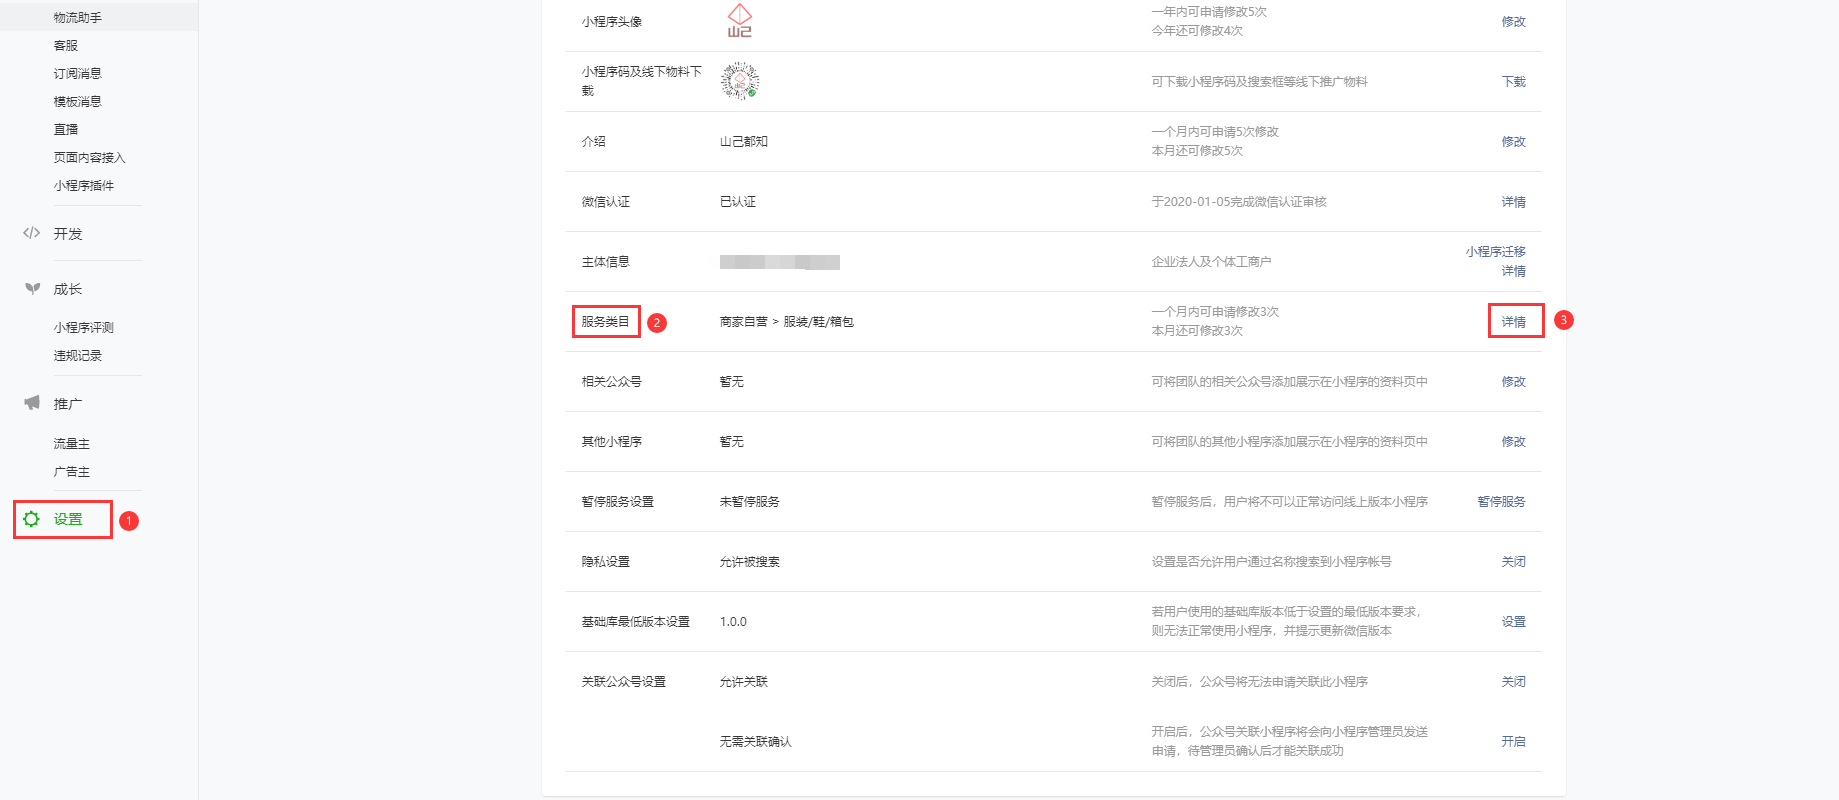 物流助手
客服
订阅消息
模板消息
直播
页面内容接入
小程序插件
开发
成长
小程序评测
违规记录
推广
流量主
广告主
设置
1
小程序头像
山己
一年内可申请修改5次
今年还可修改4次
修改
小程序码及线下物料下
载
可下载小程序码及搜索框等线下推广物料
下载
介绍
山己都知
一个月内可申请5次修改
本月还可修改5次
修改
微信认证
已认证
于2020-01-05完成微信认证审核
详情
主体信息
企业法人及个体工商户
小程序迁移
详情
服务类目
2
商家自营 > 服装/鞋/箱包
一个月内可申请修改3次
本月还可修改3次
详情
3
相关公众号
暂无
可将团队的相关公众号添加展示在小程序的资料页中
修改
其他小程序
暂无
可将团队的其他小程序添加展示在小程序的资料页中
修改
暂停服务设置
未暂停服务
暂停服务后，用户将不可以正常访问线上版本小程序
暂停服务
隐私设置
允许被搜索
设置是否允许用户通过名称搜索到小程序帐号
关闭
基础库最低版本设置
1.0.0
若用户使用的基础库版本低于设置的最低版本要求，
则无法正常使用小程序，并提示更新微信版本
设置
关联公众号设置
允许关联
关闭后，公众号将无法申请关联此小程序
关闭
无需关联确认
开启后，公众号关联小程序将会向小程序管理员发送
申请，待管理员确认后才能关联成功
开启